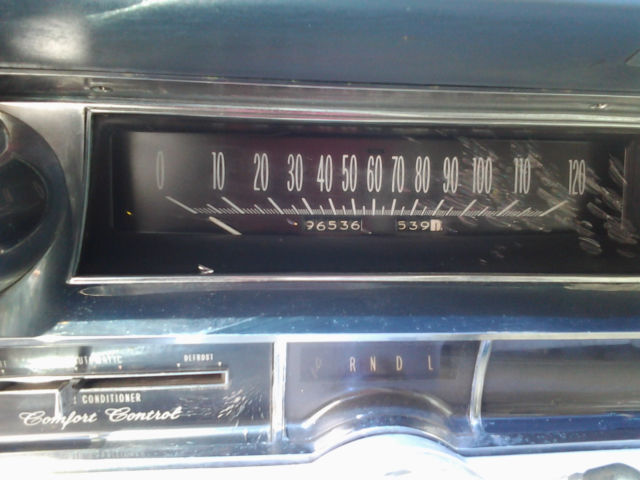 0 10 20 30 40 50 60 70 80 90 100 110 120
96536 539
AUTOMATIC DEFROST
CONDITIONER
Comfort Control
P R N D L